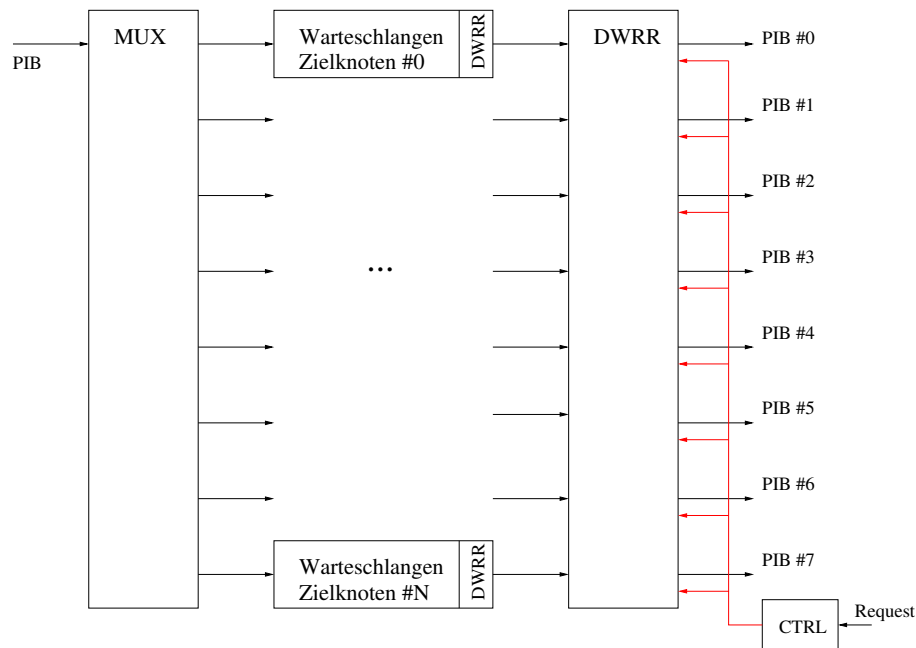 PIB
MUX
Warteschlangen
Zielknoten #0
DWRR
DWRR
PIB #0
PIB #1
PIB #2
...
PIB #3
PIB #4
PIB #5
PIB #6
Warteschlangen
Zielknoten #N
DWRR
PIB #7
CTRL
Request